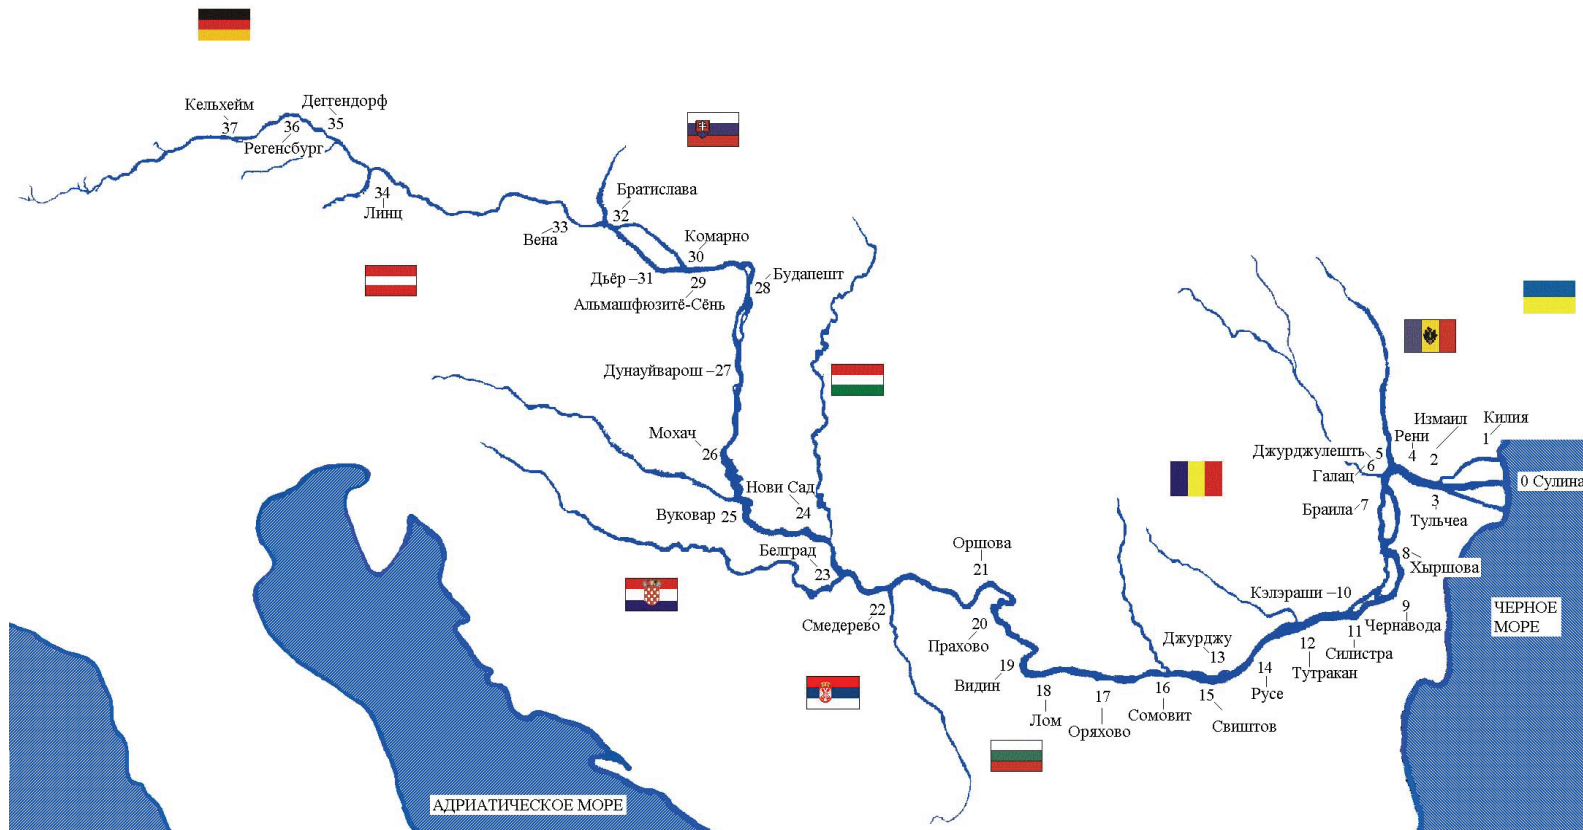 Кельхейм
37
Деггендорф
35
36
Регенсбург
34
Линц
Братислава
32
33
Вена
Комарно
30
Дьёр –31
29
Альмашфюзитё-Сёнь
Будапешт
28
Дунауйварош –27
Мохач
26
Нови Сад
24
Вуковар 25
Белград
23
22
Смедерево
Оршова
21
20
Прахово
19
Видин
18
Лом
17
Оряхово
16
Сомовит
15
Свиштов
Джурджу
13
14
Русе
12
Тутракан
11
Силистра
Кэлэраши –10
9
Чернавода
8
Хыршова
Браила 7
Галац 6
Джурджулешть 5
Рени
4
Измаил
2
Килия
1
3
Тульчеа
0 Сулина
ЧЕРНОЕ
МОРЕ
АДРИАТИЧЕСКОЕ МОРЕ